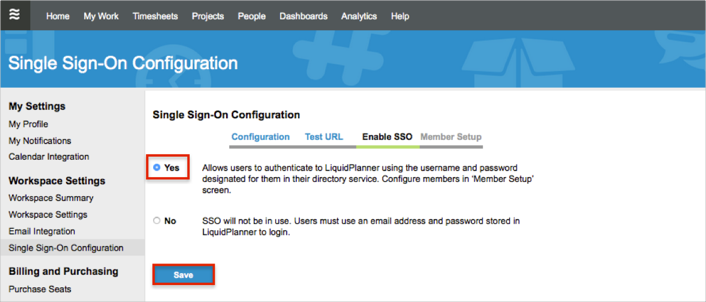 Home My Work Timesheets Projects People Dashboards Analytics Help
Single Sign-On Configuration
My Settings
My Profile
My Notifications
Calendar Integration
Workspace Settings
Workspace Summary
Workspace Settings
Email Integration
Single Sign-On Configuration
Billing and Purchasing
Purchase Seats
Single Sign-On Configuration
Configuration Test URL Enable SSO Member Setup
Yes Allows users to authenticate to LiquidPlanner using the username and password
designated for them in their directory service. Configure members in 'Member Setup'
screen.
No SSO will not be in use. Users must use an email address and password stored in
LiquidPlanner to login.
Save